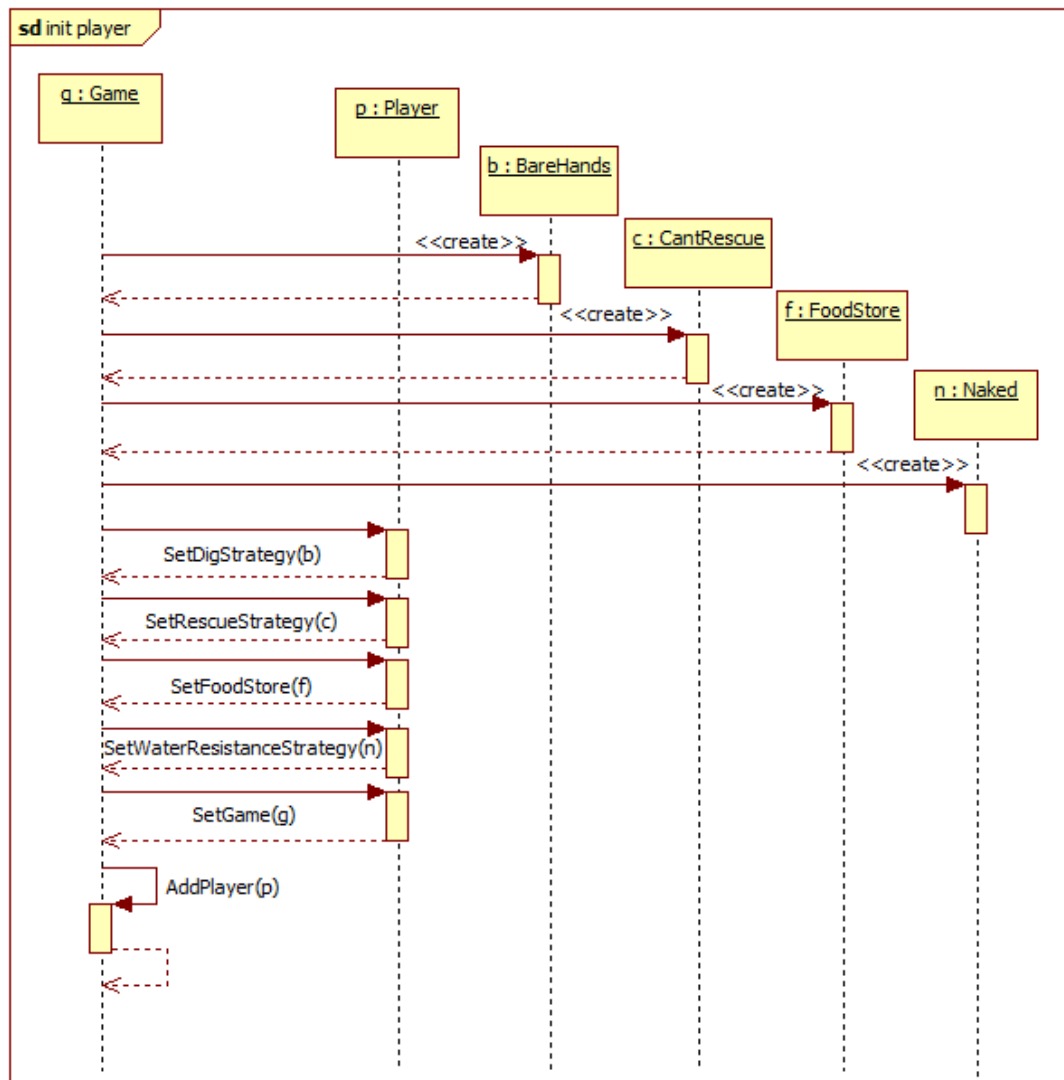 sd init player
g : Game
p : Player
b : BareHands
c : CantRescue
f : FoodStore
n : Naked
<<create>>
<<create>>
<<create>>
<<create>>
SetDigStrategy(b)
SetRescueStrategy(c)
SetFoodStore(f)
SetWaterResistanceStrategy(n)
SetGame(g)
AddPlayer(p)